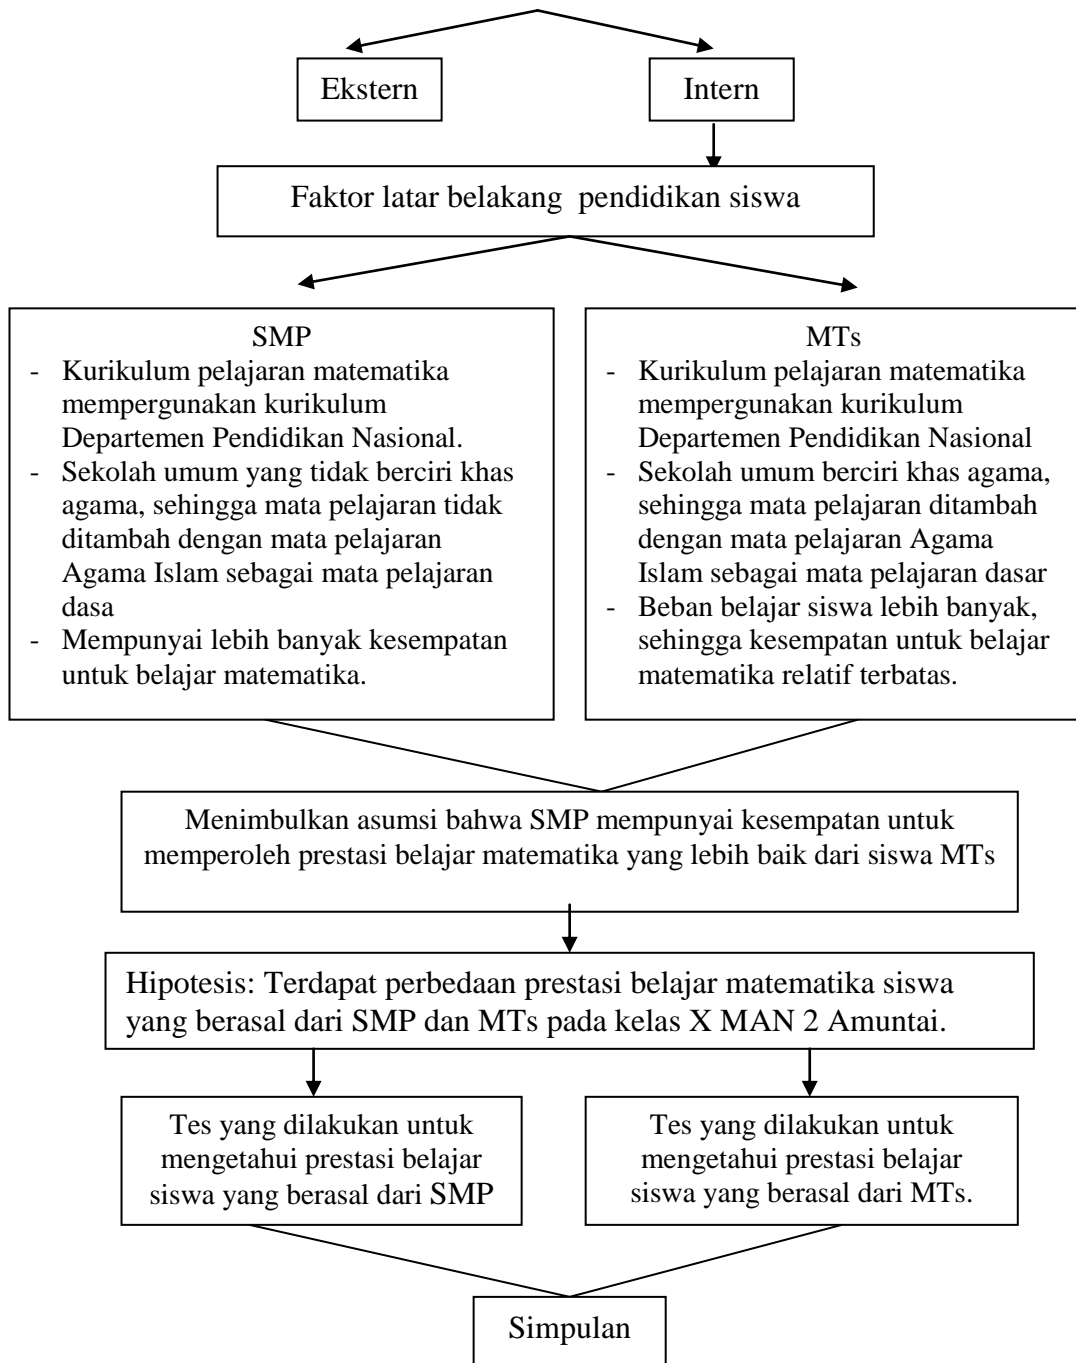 Ekstern
Intern
Faktor latar belakang pendidikan siswa
SMP
- Kurikulum pelajaran matematika
mempergunakan kurikulum
Departemen Pendidikan Nasional.
- Sekolah umum yang tidak berciri khas
agama, sehingga mata pelajaran tidak
ditambah dengan mata pelajaran
Agama Islam sebagai mata pelajaran
dasa
- Mempunyai lebih banyak kesempatan
untuk belajar matematika.
MTs
- Kurikulum pelajaran matematika
mempergunakan kurikulum
Departemen Pendidikan Nasional
- Sekolah umum berciri khas agama,
sehingga mata pelajaran ditambah
dengan mata pelajaran Agama
Islam sebagai mata pelajaran dasar
- Beban belajar siswa lebih banyak,
sehingga kesempatan untuk belajar
matematika relatif terbatas.
Menimbulkan asumsi bahwa SMP mempunyai kesempatan untuk
memperoleh prestasi belajar matematika yang lebih baik dari siswa MTs
Hipotesis: Terdapat perbedaan prestasi belajar matematika siswa
yang berasal dari SMP dan MTs pada kelas X MAN 2 Amuntai.
Tes yang dilakukan untuk
mengetahui prestasi belajar
siswa yang berasal dari SMP
Tes yang dilakukan untuk
mengetahui prestasi belajar
siswa yang berasal dari MTs.
Simpulan